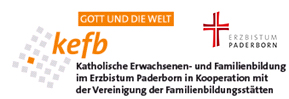 GOTT UND DIE WELT
kefb
ERZBISTUM
PADERBORN
Katholische Erwachsenen- und Familienbildung
im Erzbistum Paderborn in Kooperation mit
der Vereinigung der Familienbildungsstätten